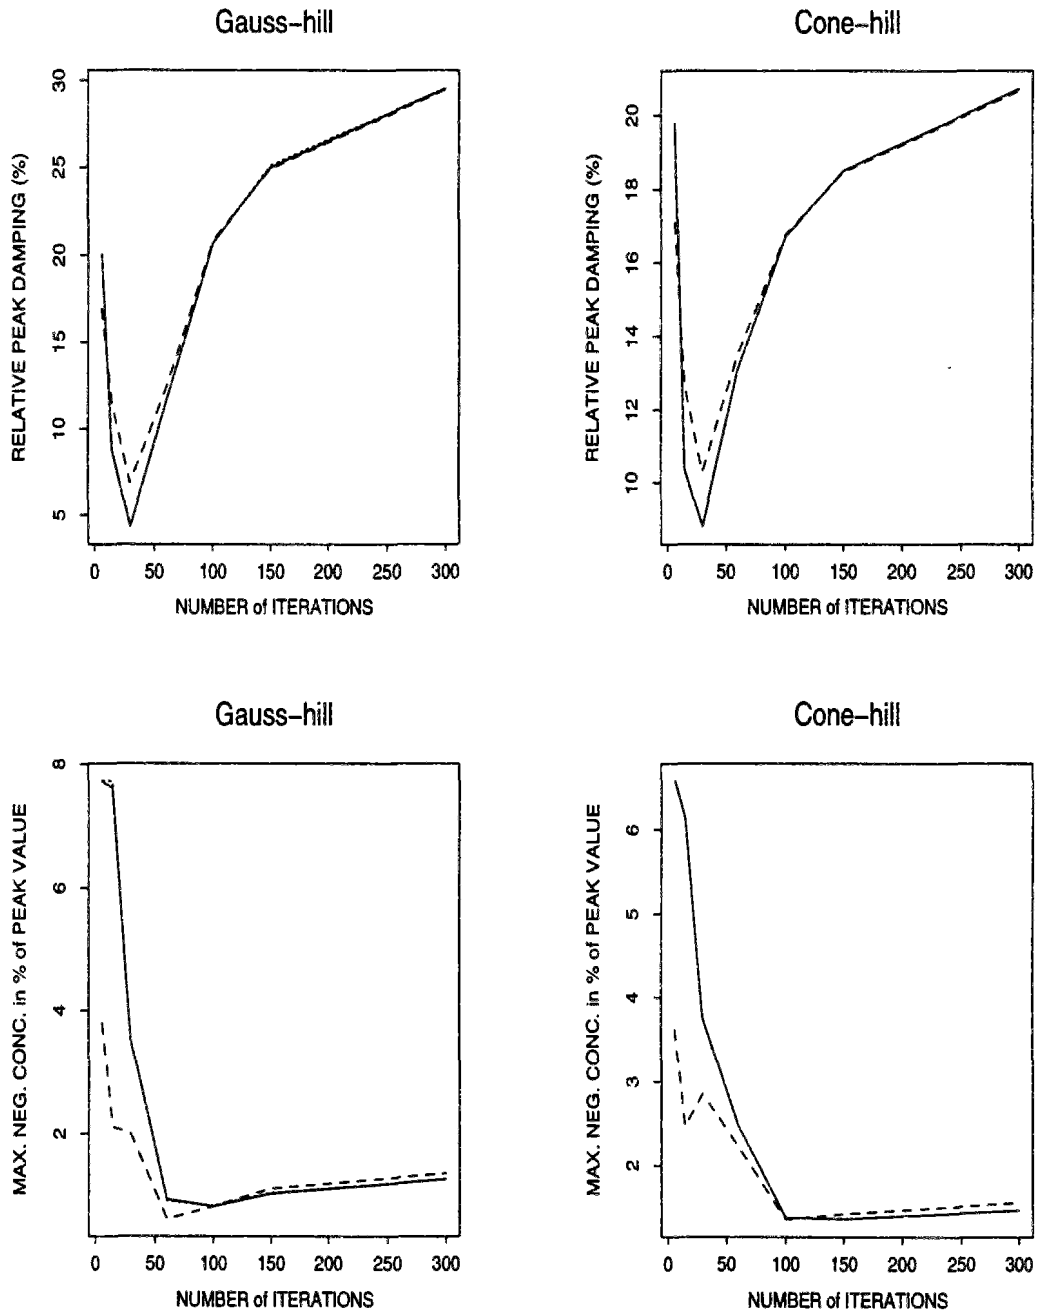 Gauss-hill
RELATIVE PEAK DAMPING (%)
30
25
20
15
10
5
0 50 100 150 200 250 300
NUMBER of ITERATIONS
Cone-hill
RELATIVE PEAK DAMPING (%)
20
18
16
14
12
10
0 50 100 150 200 250 300
NUMBER of ITERATIONS
Gauss-hill
MAX. NEG. CONC. in % of PEAK VALUE
8
6
4
2
0 50 100 150 200 250 300
NUMBER of ITERATIONS
Cone-hill
MAX. NEG. CONC. in % of PEAK VALUE
6
5
4
3
2
0 50 100 150 200 250 300
NUMBER of ITERATIONS